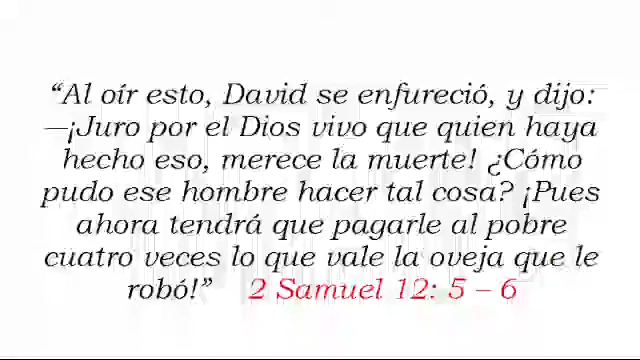 “Al oír esto, David se enfureció, y dijo:
—¡Juro por el Dios vivo que quien haya
hecho eso, merece la muerte! ¿Cómo
pudo ese hombre hacer tal cosa? ¡Pues
ahora tendrá que pagarle al pobre
cuatro veces lo que vale la oveja que le
robó!” 2 Samuel 12: 5 – 6